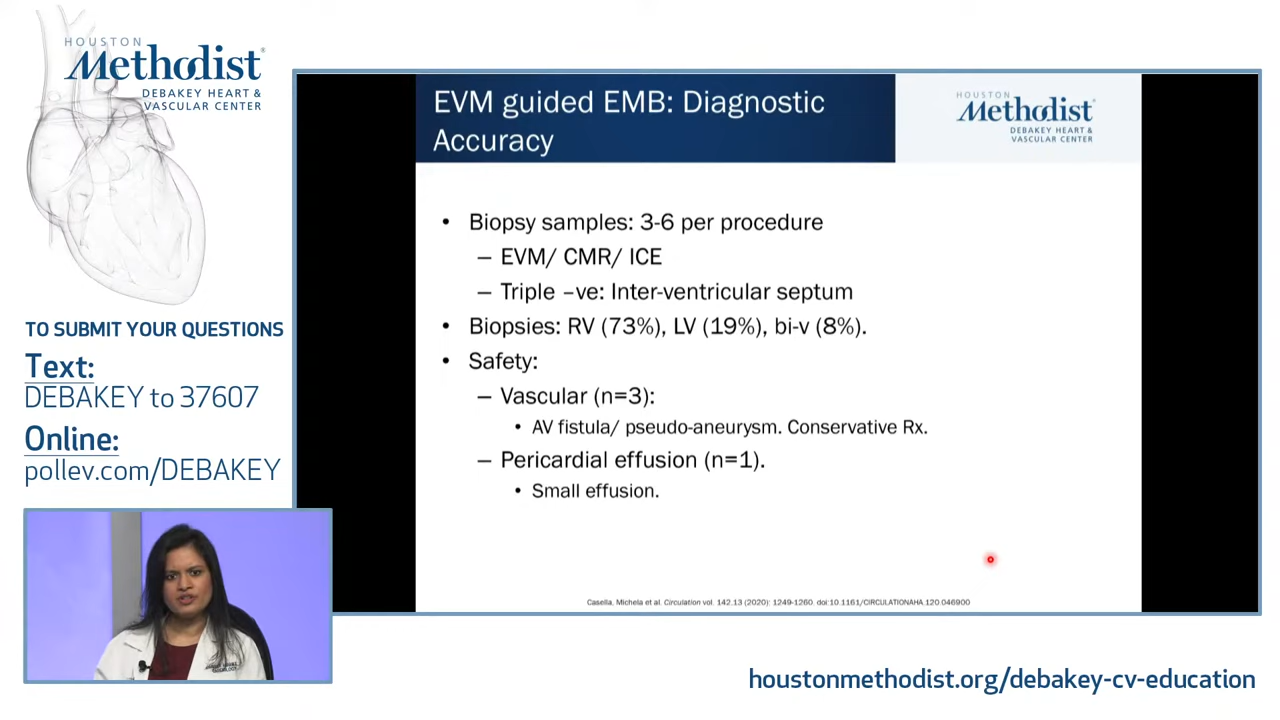 HOUSTON
Methodist®
DEBAKEY HEART &
VASCULAR CENTER
TO SUBMIT YOUR QUESTIONS
Text:
DEBAKEY to 37607
Online:
pollev.com/DEBAKEY
EVM guided EMB: Diagnostic
Accuracy
HOUSTON
Methodist®
DEBAKEY HEART &
VASCULAR CENTER
• Biopsy samples: 3-6 per procedure
– EVM/ CMR/ ICE
– Triple –ve: Inter-ventricular septum
• Biopsies: RV (73%), LV (19%), bi-v (8%).
• Safety:
– Vascular (n=3):
• AV fistula/ pseudo-aneurysm. Conservative Rx.
– Pericardial effusion (n=1).
• Small effusion.
Casella, Michela et al. Circulation vol. 142.13 (2020): 1249-1260. doi:10.1161/CIRCULATIONAHA.120.046900
houstonmethodist.org/debakey-cv-education